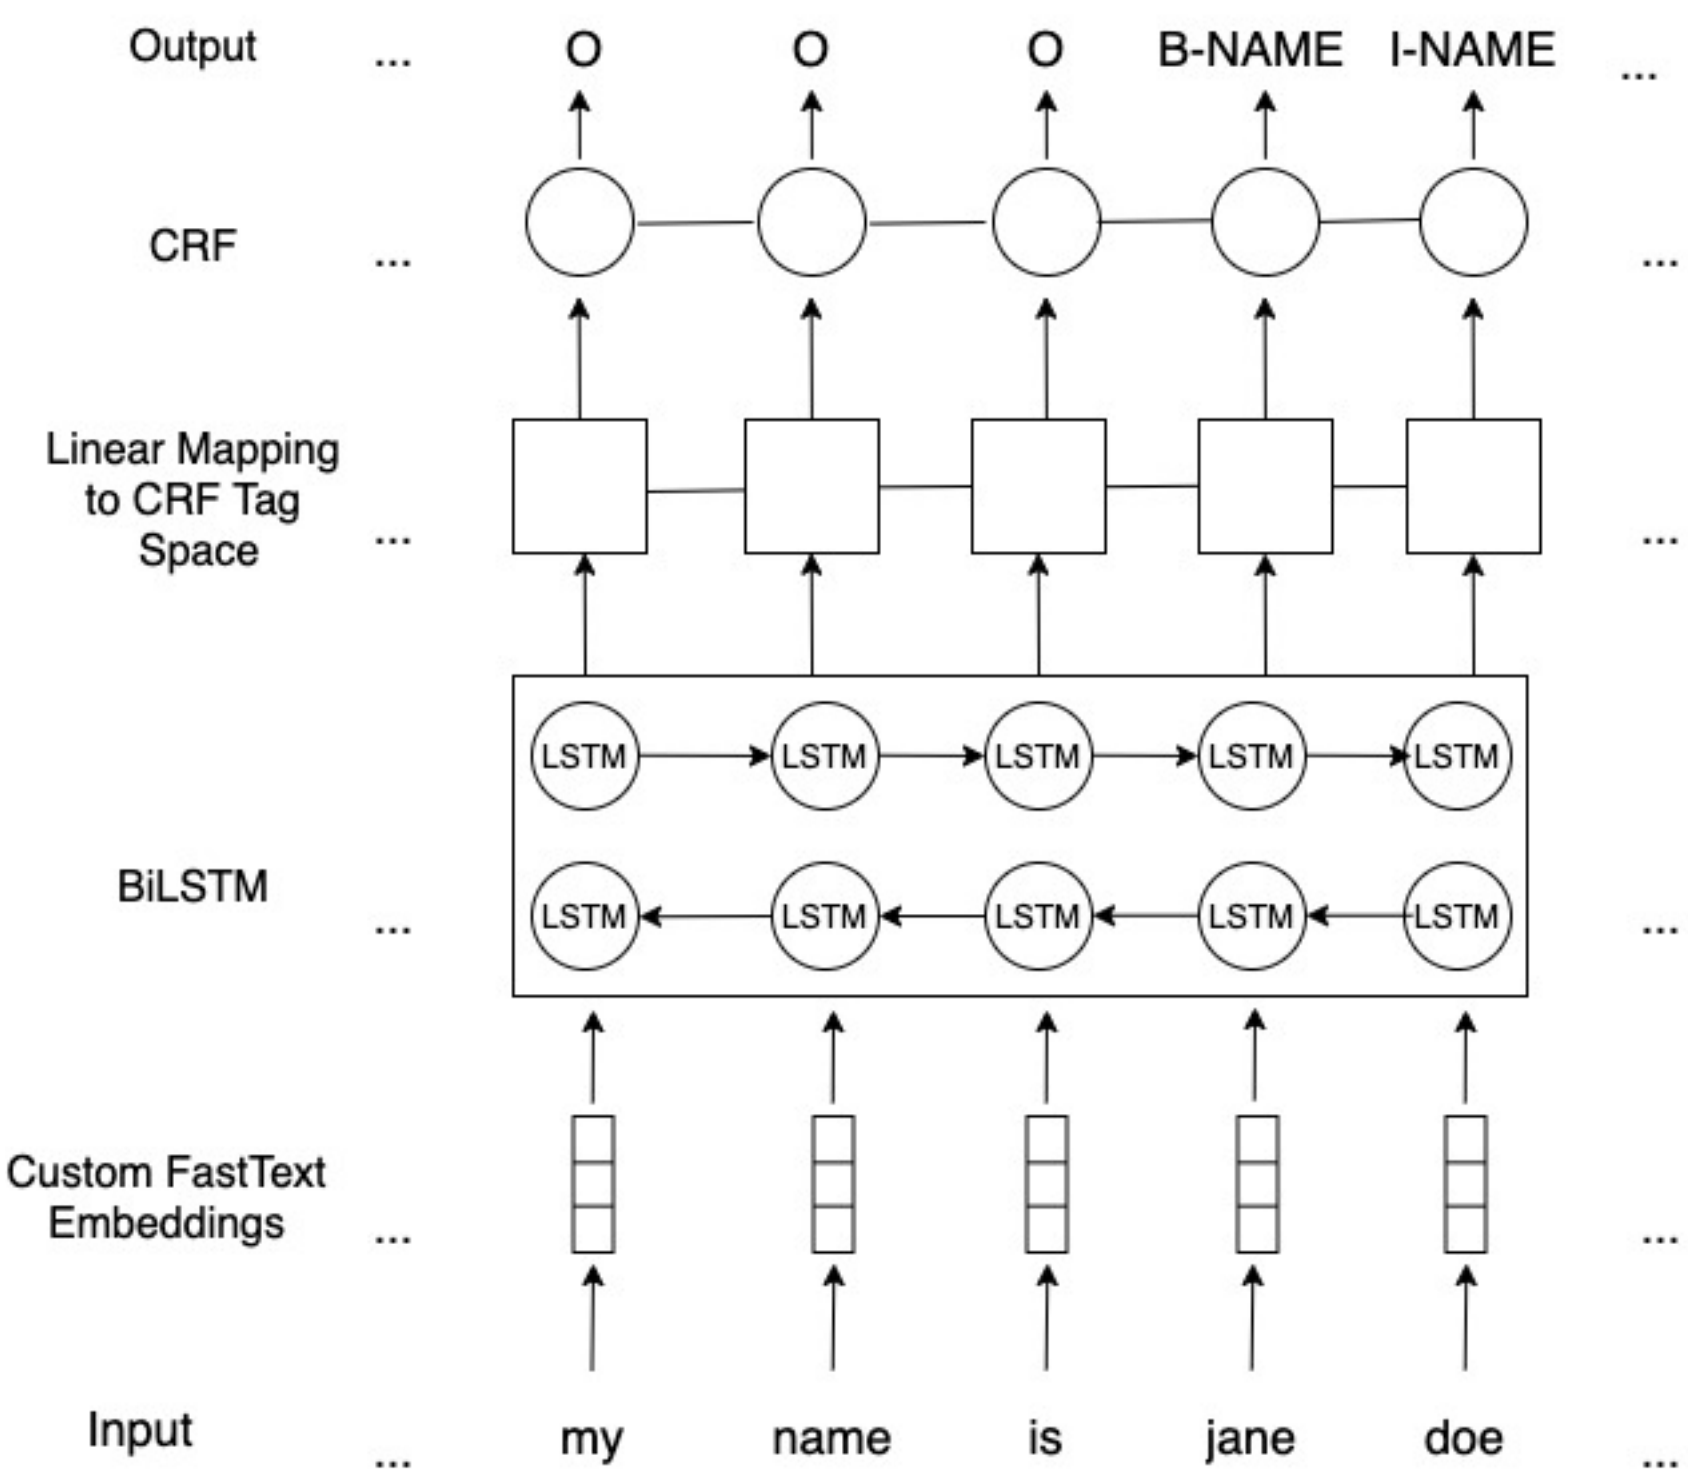 Output ... O O O B-NAME I-NAME ...
CRF ... ...
Linear Mapping
to CRF Tag
Space ... ...
LSTM LSTM LSTM LSTM LSTM
BiLSTM
LSTM LSTM LSTM LSTM LSTM
... ...
Custom FastText
Embeddings ... ...
Input ... my name is jane doe ...